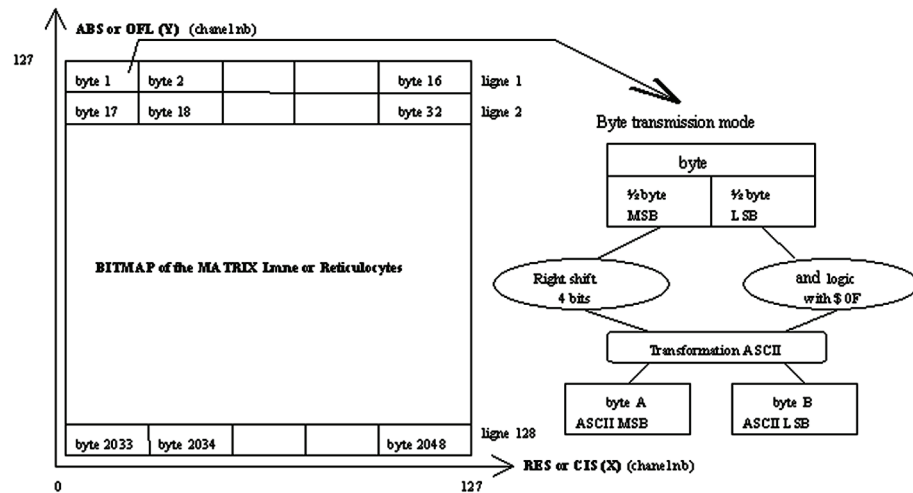 ABS or OFL (Y) (chanel nb)
127
byte 1 byte 2 byte 16 ligne 1
byte 17 byte 18 byte 32 ligne 2
Byte transmission mode
byte
½ byte
MSB
½ byte
LSB
BITMAP of the MATRIX Lmne or Reticulocytes
Right shift
4 bits
and logic
with $ 0F
Transformation ASCII
byte A
ASCII MSB
byte B
ASCII LSB
byte 2033 byte 2034 byte 2048 ligne 128
RES or CIS (X) (chanel nb)
0 127